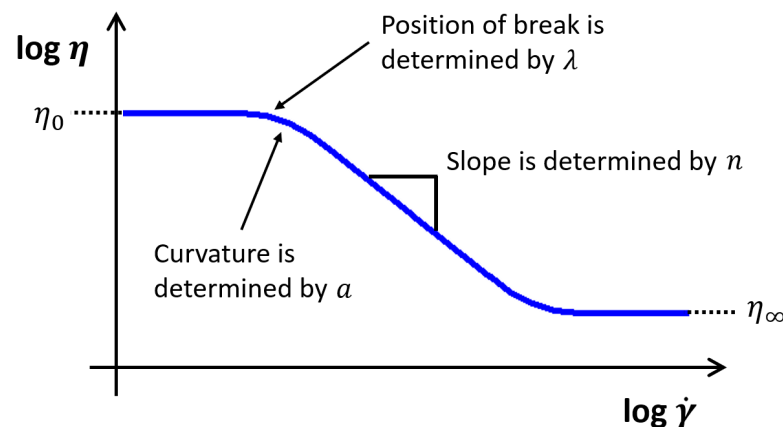 Position of break is
determined by λ
log η
η₀
Slope is determined by n
Curvature is
determined by a
η∞
log γ̇